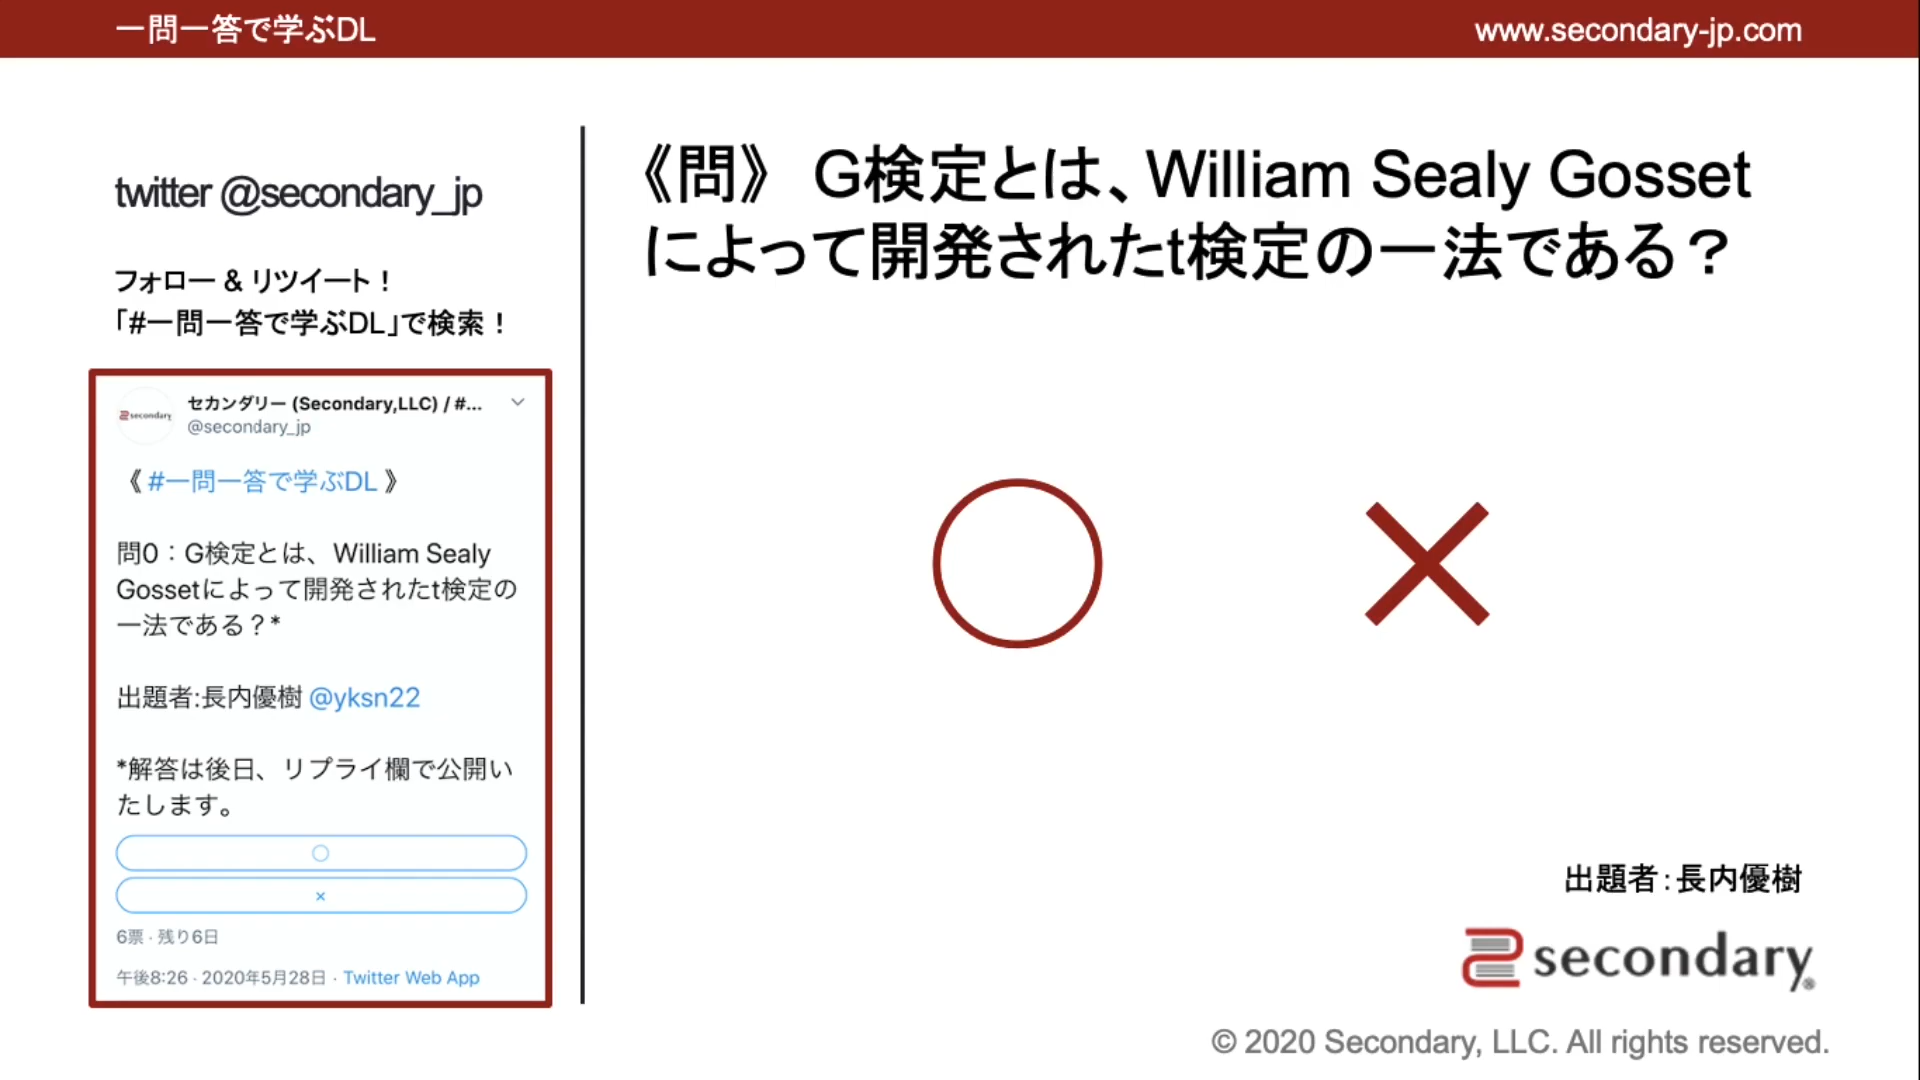 一問一答で学ぶDL
www.secondary-jp.com
twitter @secondary_jp
フォロー & リツイート！
「#一問一答で学ぶDL」で検索！
セカンダリー (Secondary,LLC) / #...
@secondary_jp
secondary
《 #一問一答で学ぶDL 》
問0：G検定とは、William Sealy
Gossetによって開発されたt検定の
一法である？*
出題者:長内優樹 @yksn22
*解答は後日、リプライ欄で公開い
たします。
○
×
6票 · 残り6日
午後8:26 · 2020年5月28日 · Twitter Web App
《問》 G検定とは、William Sealy Gosset
によって開発されたt検定の一法である？
○ ×
出題者：長内優樹
secondary®
© 2020 Secondary, LLC. All rights reserved.